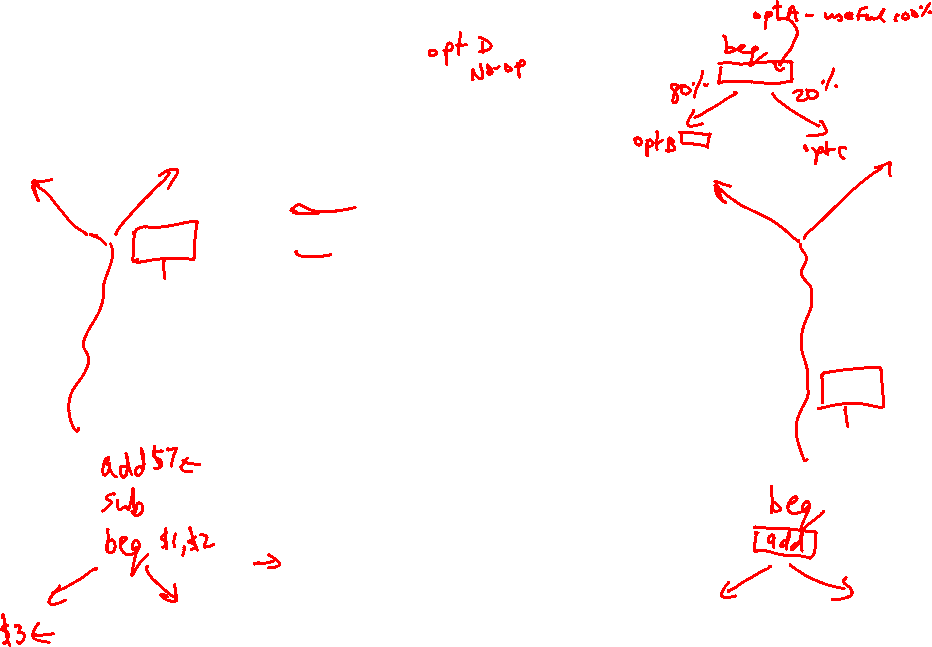 optA - useful 100%
opt D
No-op
beq
80%
20%
optB
optC
add $7 ←
sub
beq $1,$2
$3 ←
beq
add